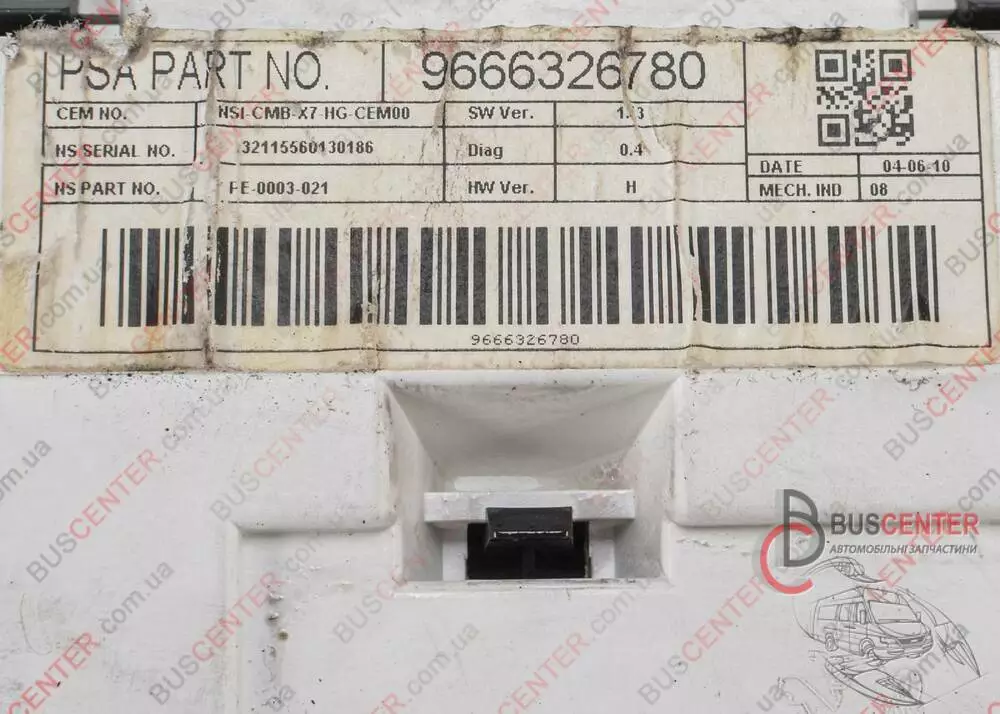 PSA PART NO. 9666326780
CEM NO. NSI-CMB-X7-HG-CEM00 SW Ver.
NS SERIAL NO. 32115560130186 Diag 0.4
DATE 04-06-10
NS PART NO. FE-0003-021 HW Ver. H MECH. IND 08
9666326780
BUSCENTER
АВТОМОБІЛЬНІ ЗАПЧАСТИНИ
BUSCENTER.com.ua